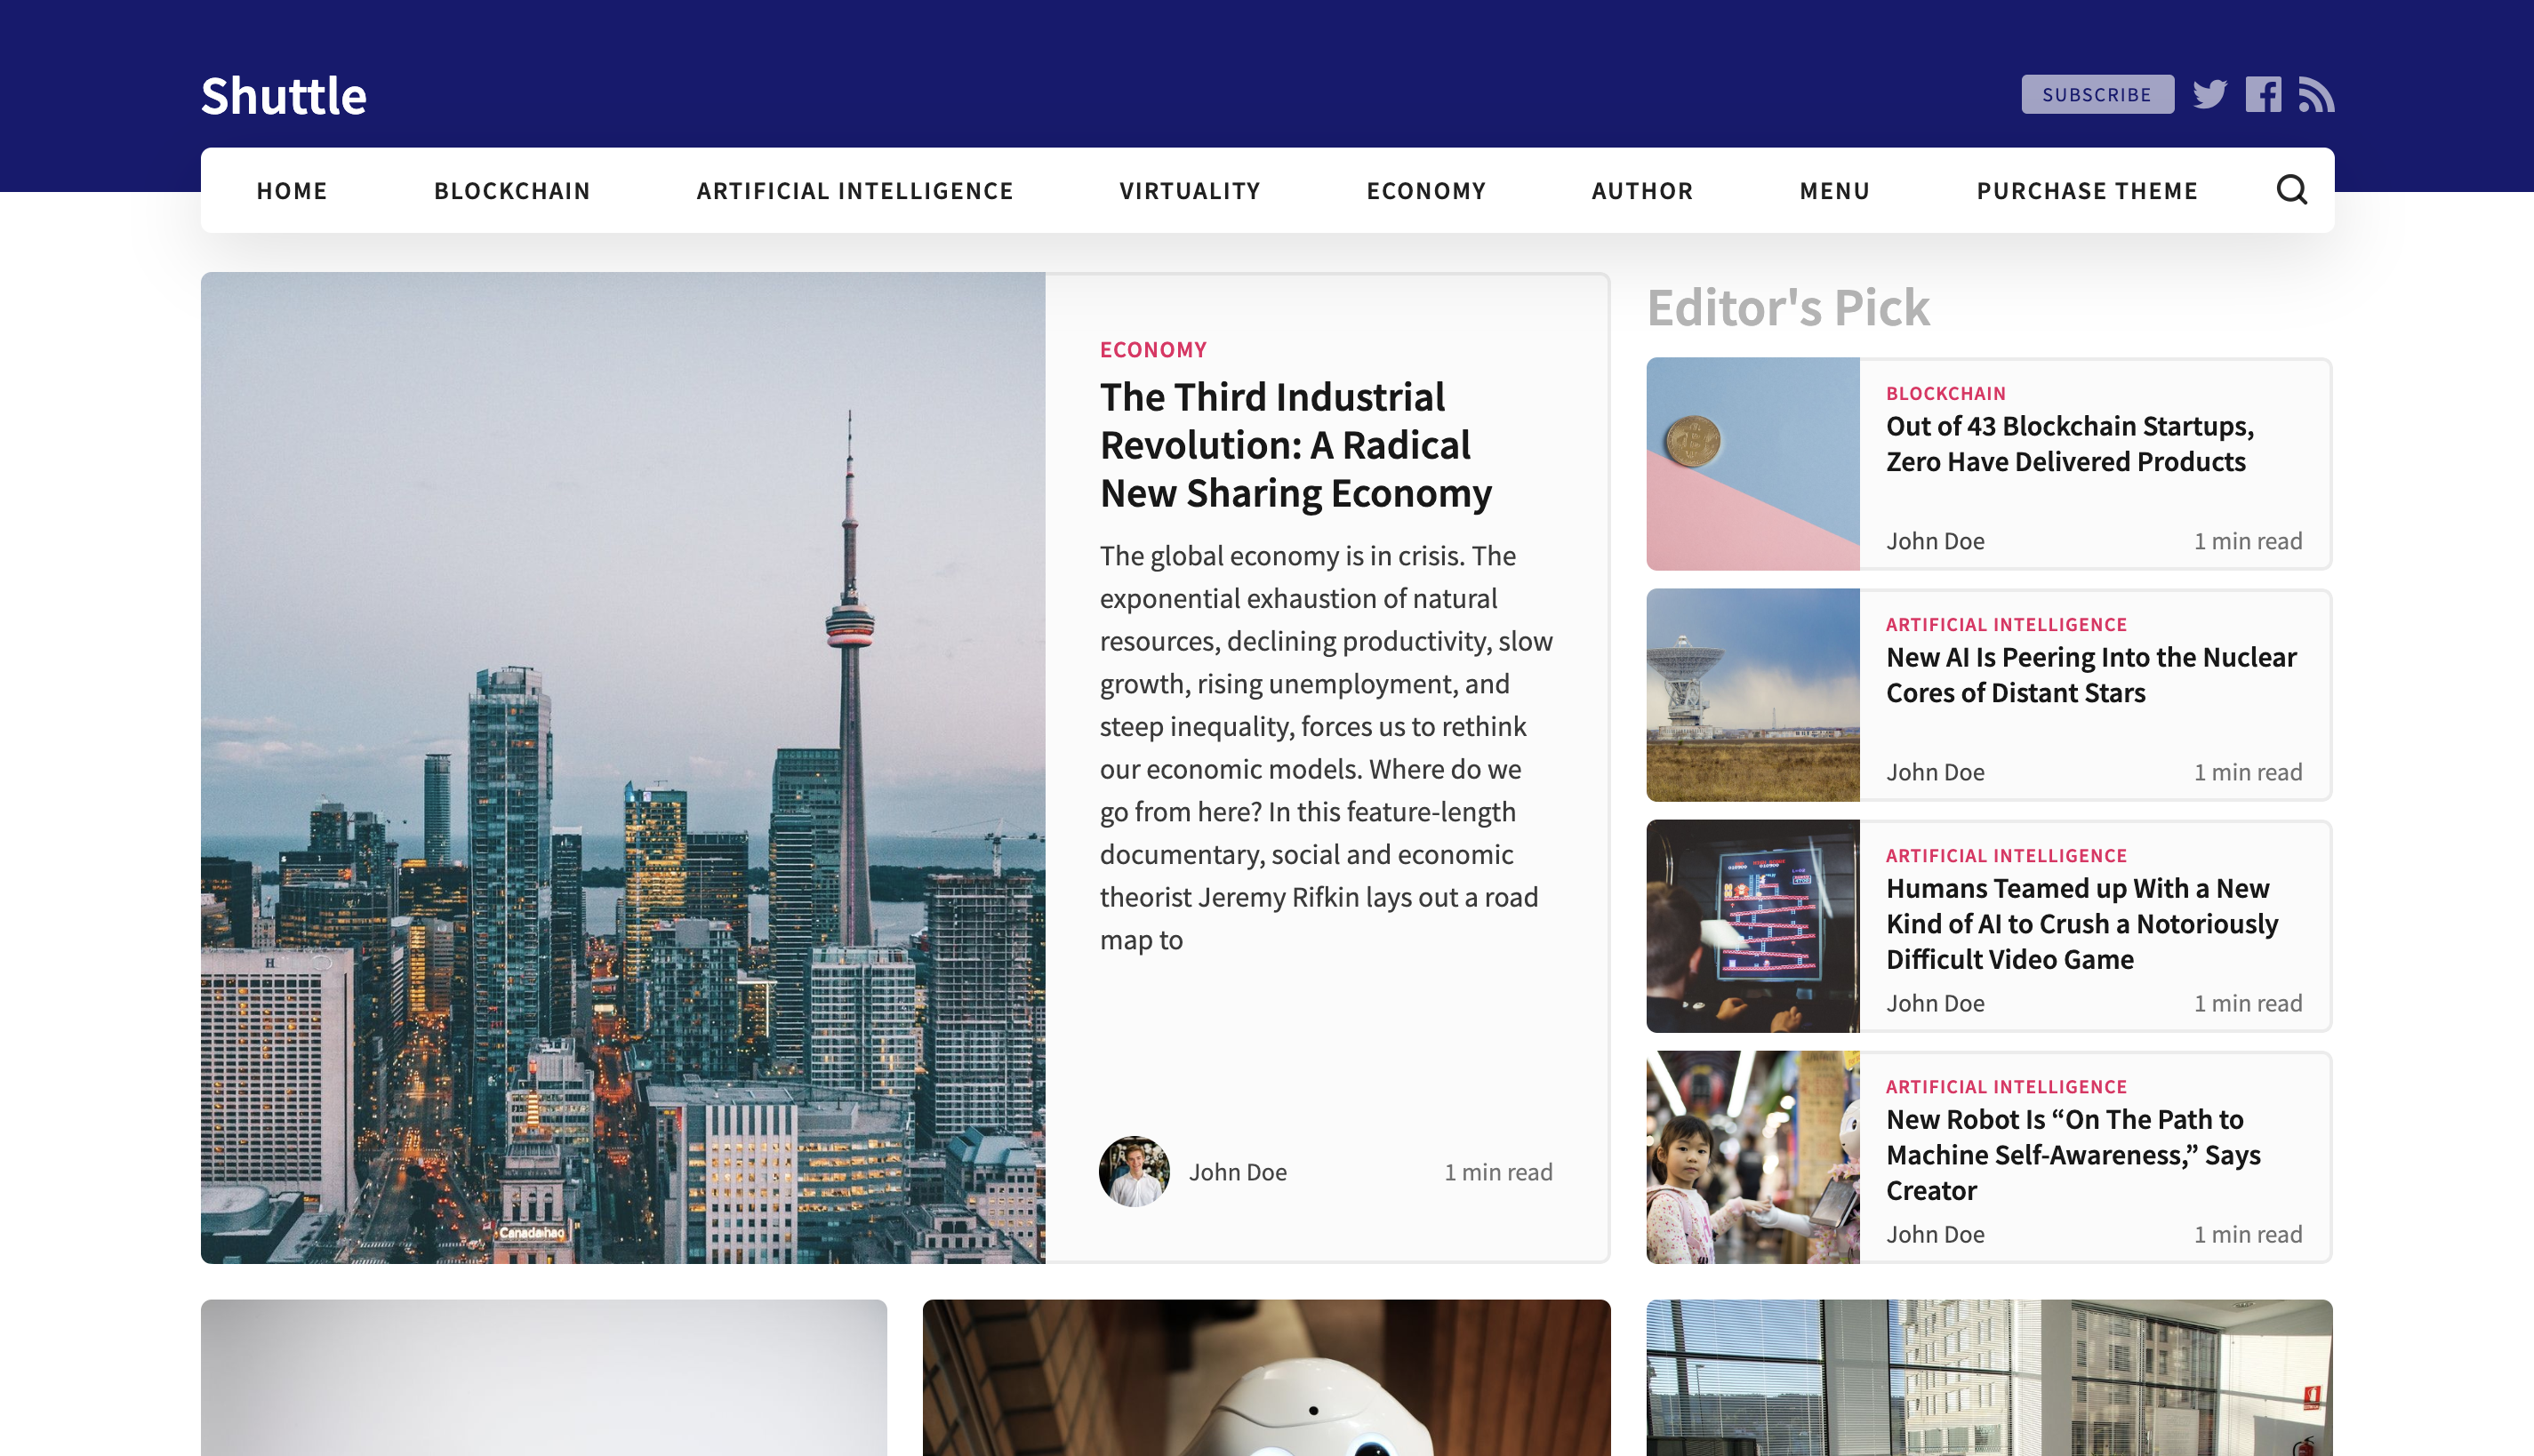 Shuttle
SUBSCRIBE
HOME BLOCKCHAIN ARTIFICIAL INTELLIGENCE VIRTUALITY ECONOMY AUTHOR MENU PURCHASE THEME
ECONOMY
The Third Industrial
Revolution: A Radical
New Sharing Economy
The global economy is in crisis. The
exponential exhaustion of natural
resources, declining productivity, slow
growth, rising unemployment, and
steep inequality, forces us to rethink
our economic models. Where do we
go from here? In this feature-length
documentary, social and economic
theorist Jeremy Rifkin lays out a road
map to
John Doe 1 min read
H
Canada
Editor's Pick
BLOCKCHAIN
Out of 43 Blockchain Startups,
Zero Have Delivered Products
John Doe 1 min read
ARTIFICIAL INTELLIGENCE
New AI Is Peering Into the Nuclear
Cores of Distant Stars
John Doe 1 min read
ARTIFICIAL INTELLIGENCE
Humans Teamed up With a New
Kind of AI to Crush a Notoriously
Difficult Video Game
John Doe 1 min read
ARTIFICIAL INTELLIGENCE
New Robot Is “On The Path to
Machine Self-Awareness,” Says
Creator
John Doe 1 min read